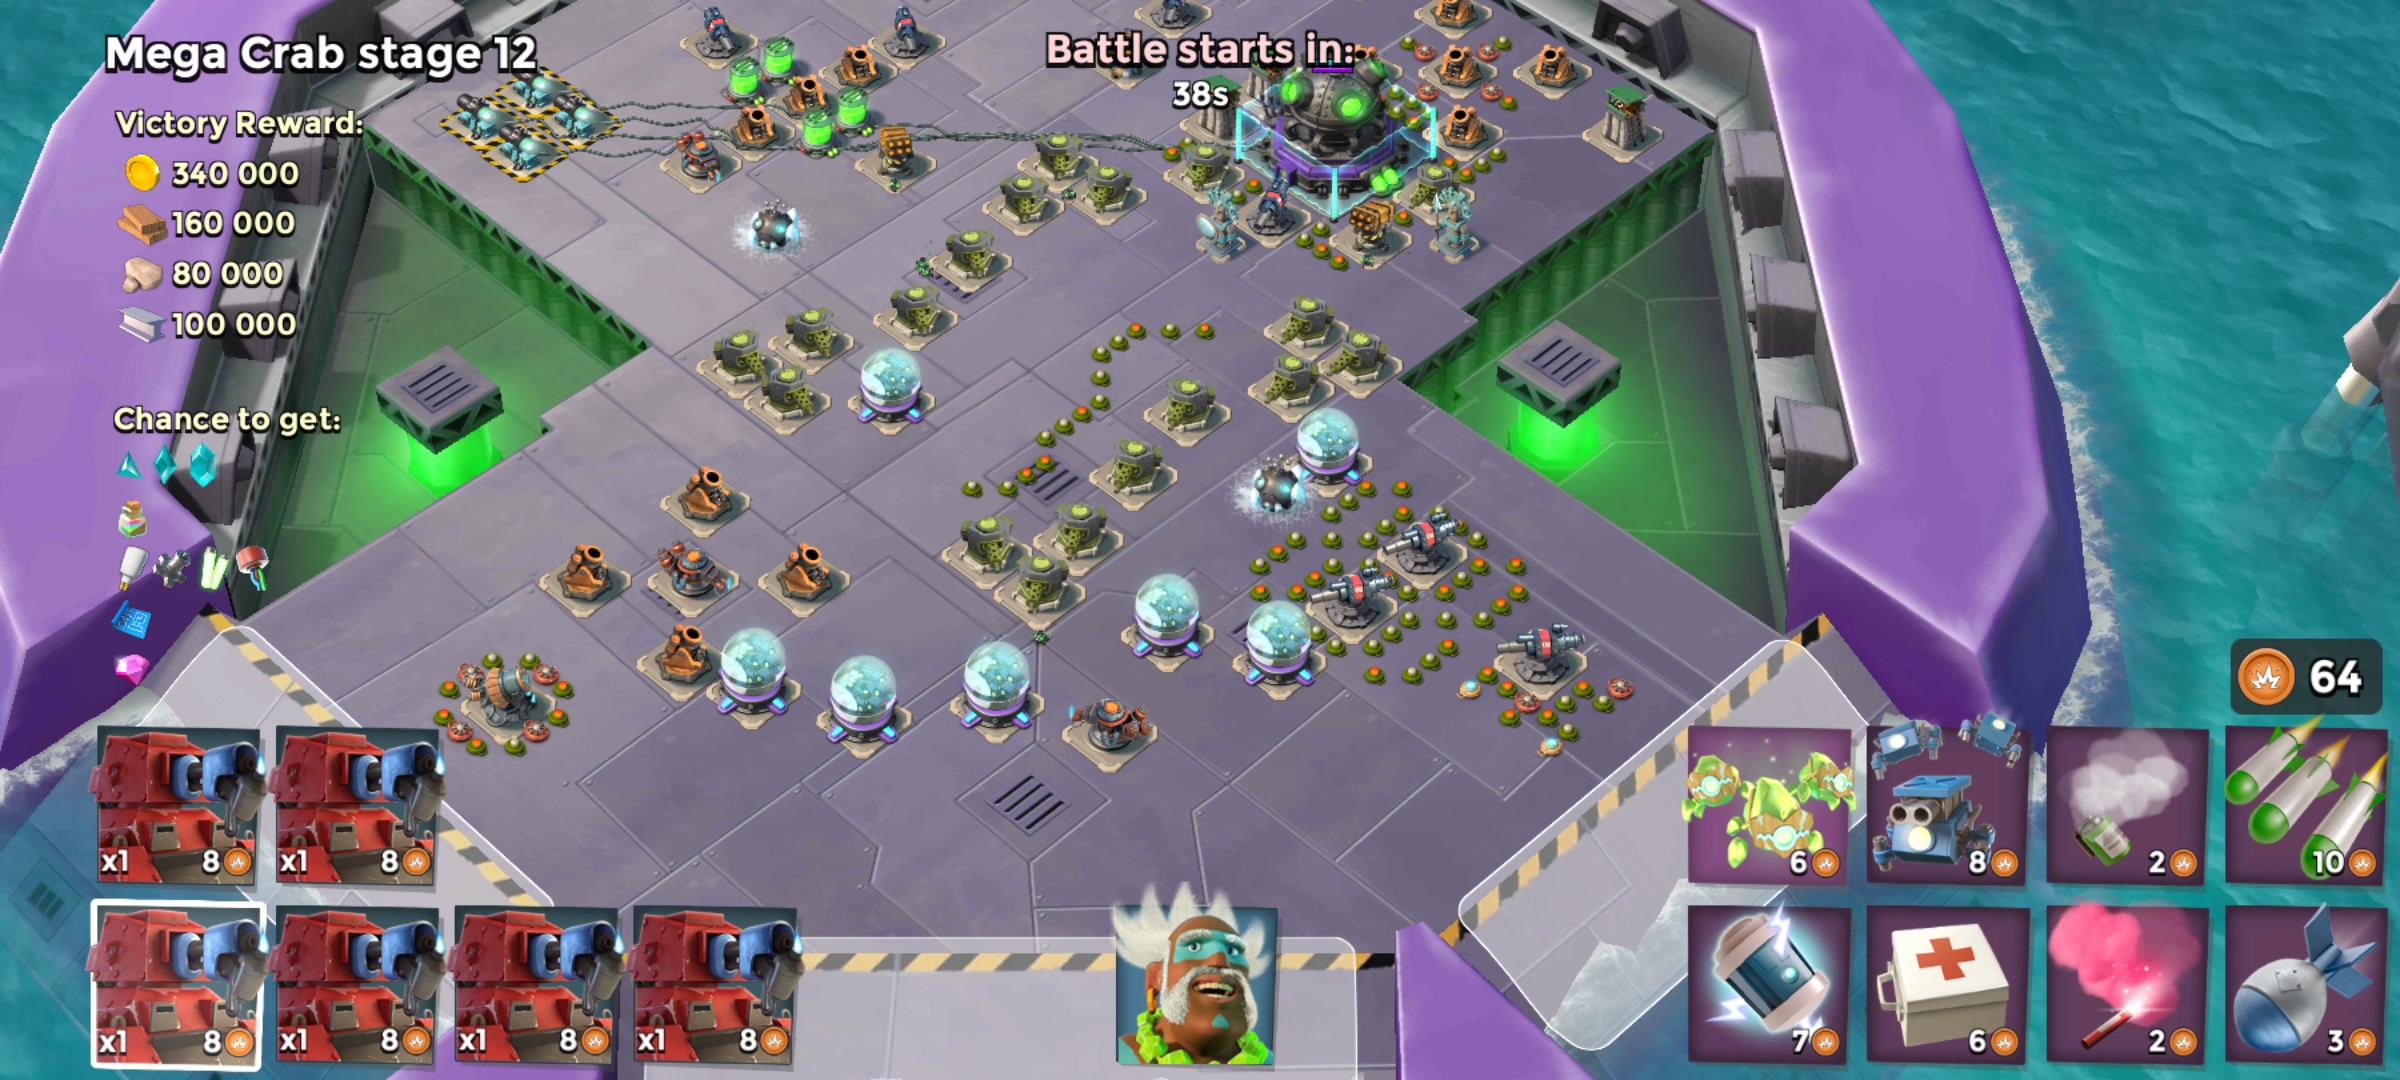 Mega Crab stage 12
Battle starts in:
38s
Victory Reward:
340 000
160 000
80 000
100 000
Chance to get:
64
x1 8
x1 8
6
8
2
10
x1 8
x1 8
x1 8
x1 8
7
6
2
3